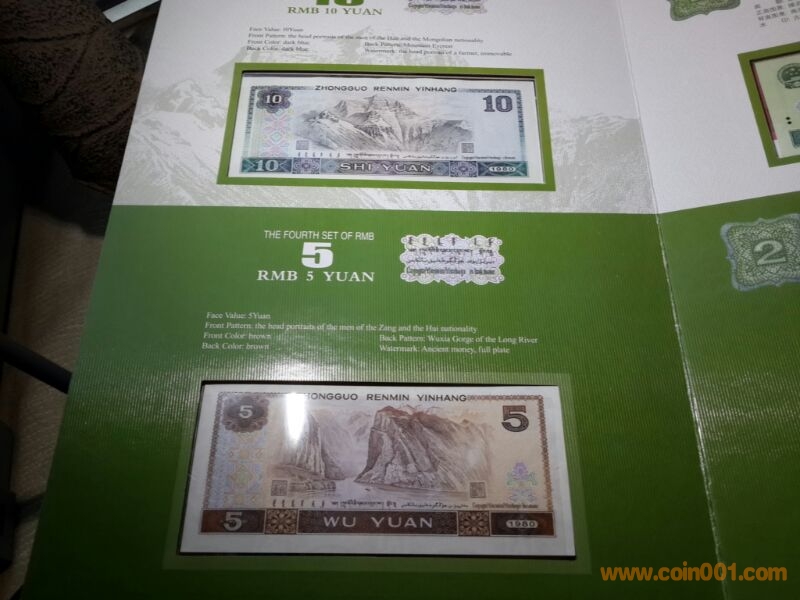 RMB 10 YUAN
Face Value: 10Yuan
Front Pattern: the head portraits of the men of the Han and the Mongolian nationality
Front Color: dark blue Back Pattern: Mountain Everest
Back Color: dark blue Watermark: the head portrait of a farmer, immovable
ZHONGGUO RENMIN YINHANG
10 10
10 SHI YUAN 1980
THE FOURTH SET OF RMB
5
RMB 5 YUAN
Face Value: 5Yuan
Front Pattern: the head portraits of the men of the Zang and the Hui nationality
Front Color: brown Back Pattern: Wuxia Gorge of the Long River
Back Color: brown Watermark: Ancient money, full plate
ZHONGGUO RENMIN YINHANG
5 5
5 WU YUAN 1980
2
www.coin001.com